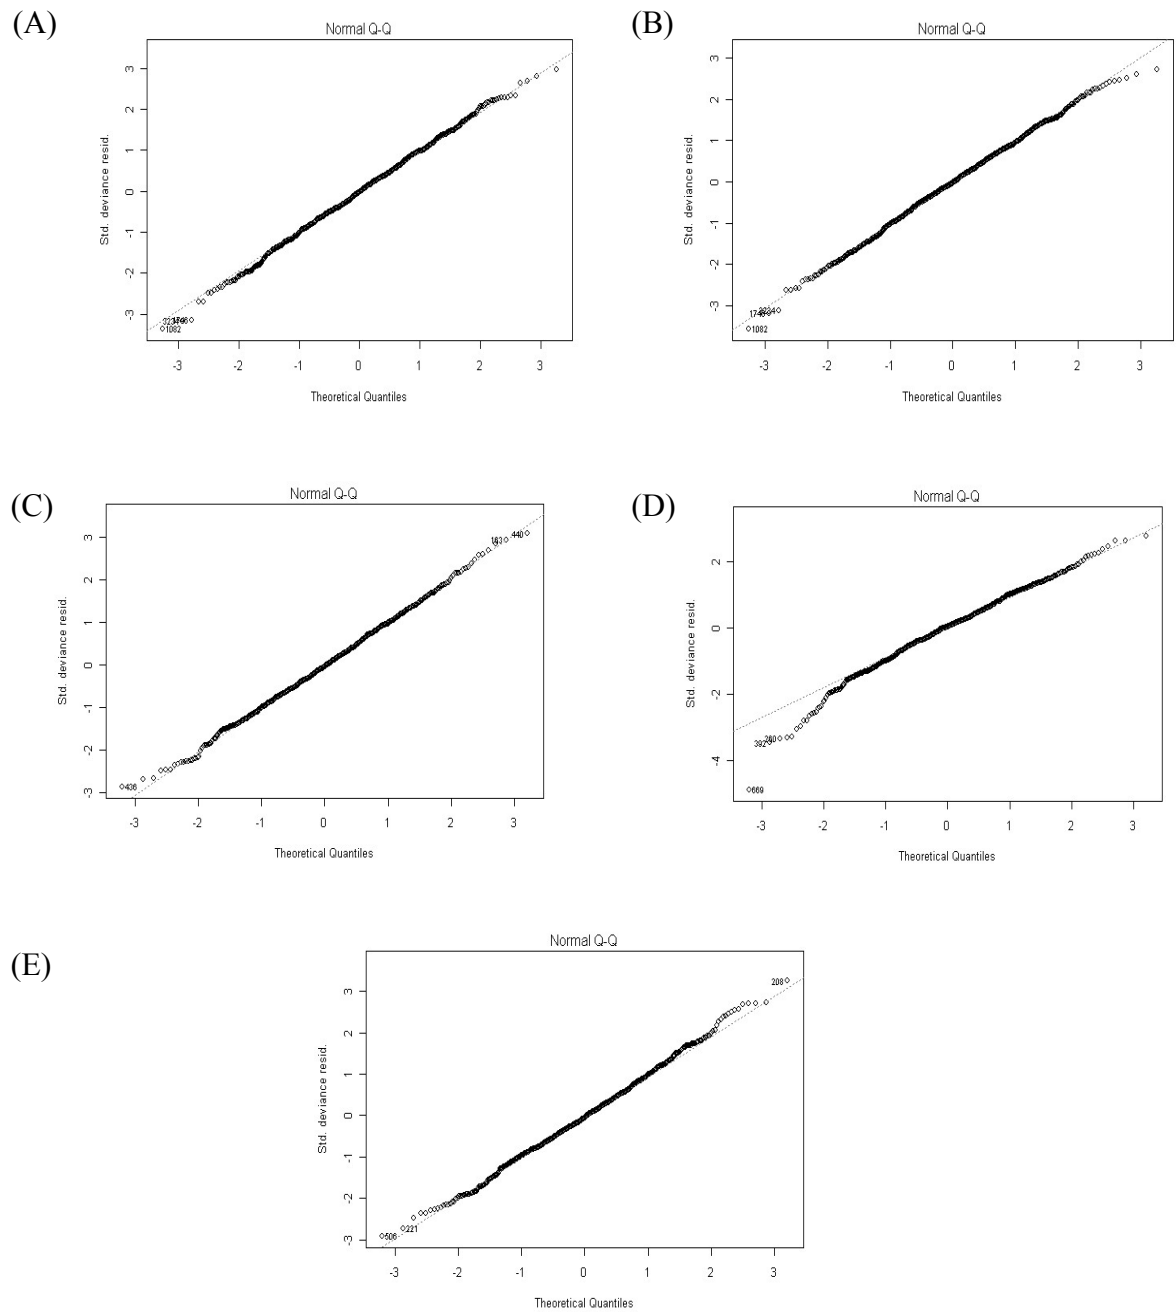 (A)
Normal Q-Q
Std. deviance resid.
3
2
1
0
-1
-2
-3
1082
-3 -2 -1 0 1 2 3
Theoretical Quantiles
(B)
Normal Q-Q
Std. deviance resid.
3
2
1
0
-1
-2
-3
1082
-3 -2 -1 0 1 2 3
Theoretical Quantiles
(C)
Normal Q-Q
Std. deviance resid.
3
2
1
0
-1
-2
-3
163 440
436
-3 -2 -1 0 1 2 3
Theoretical Quantiles
(D)
Normal Q-Q
Std. deviance resid.
2
0
-2
-4
392
669
-3 -2 -1 0 1 2 3
Theoretical Quantiles
(E)
Normal Q-Q
Std. deviance resid.
3
2
1
0
-1
-2
-3
208
221
506
-3 -2 -1 0 1 2 3
Theoretical Quantiles